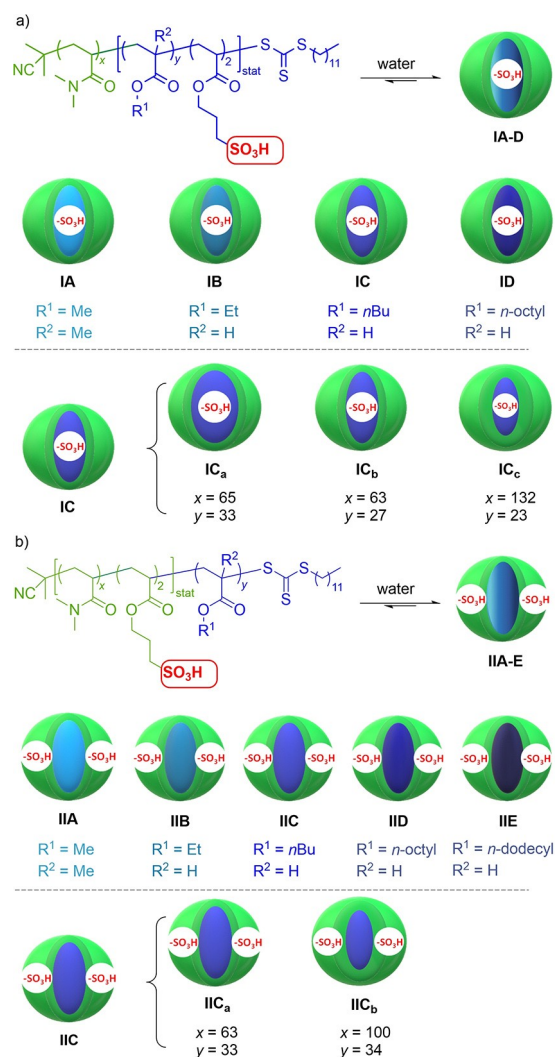 a)
R²
S S
x y 2 11
NC stat S
N O O O O O
R¹
SO₃H
water
-SO₃H
IA-D
-SO₃H -SO₃H -SO₃H -SO₃H
IA IB IC ID
R¹ = Me R¹ = Et R¹ = nBu R¹ = n-octyl
R² = Me R² = H R² = H R² = H
-SO₃H -SO₃H -SO₃H -SO₃H
ICa ICb ICc
IC
x = 65 x = 63 x = 132
y = 33 y = 27 y = 23
b)
R²
S S
x 2 y 11
NC stat S
N O O O O
O R¹
SO₃H
water
-SO₃H -SO₃H
IIA-E
-SO₃H -SO₃H -SO₃H -SO₃H -SO₃H -SO₃H -SO₃H -SO₃H -SO₃H -SO₃H
IIA IIB IIC IID IIE
R¹ = Me R¹ = Et R¹ = nBu R¹ = n-octyl R¹ = n-dodecyl
R² = Me R² = H R² = H R² = H R² = H
-SO₃H -SO₃H -SO₃H -SO₃H -SO₃H -SO₃H
IIC IICa IICb
x = 63 x = 100
y = 33 y = 34